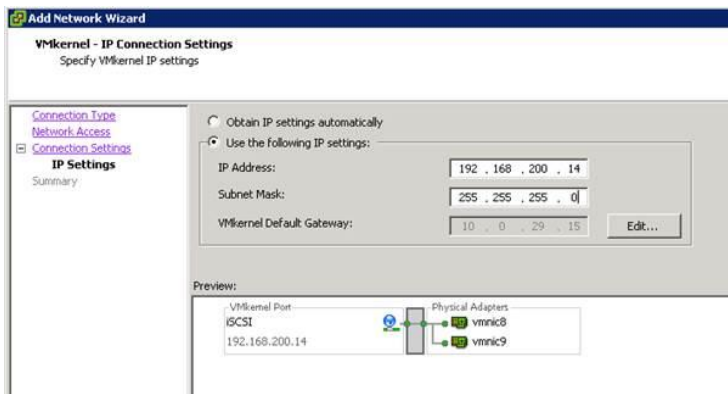 Add Network Wizard
VMkernel - IP Connection Settings
Specify VMkernel IP settings
Connection Type
Network Access
Connection Settings
IP Settings
Summary
Obtain IP settings automatically
Use the following IP settings:
IP Address: 192 . 168 . 200 . 14
Subnet Mask: 255 . 255 . 255 . 0
VMkernel Default Gateway: 10 . 0 . 29 . 15 Edit...
Preview:
VMkernel Port Physical Adapters
iSCSI vmnic8
192.168.200.14 vmnic9